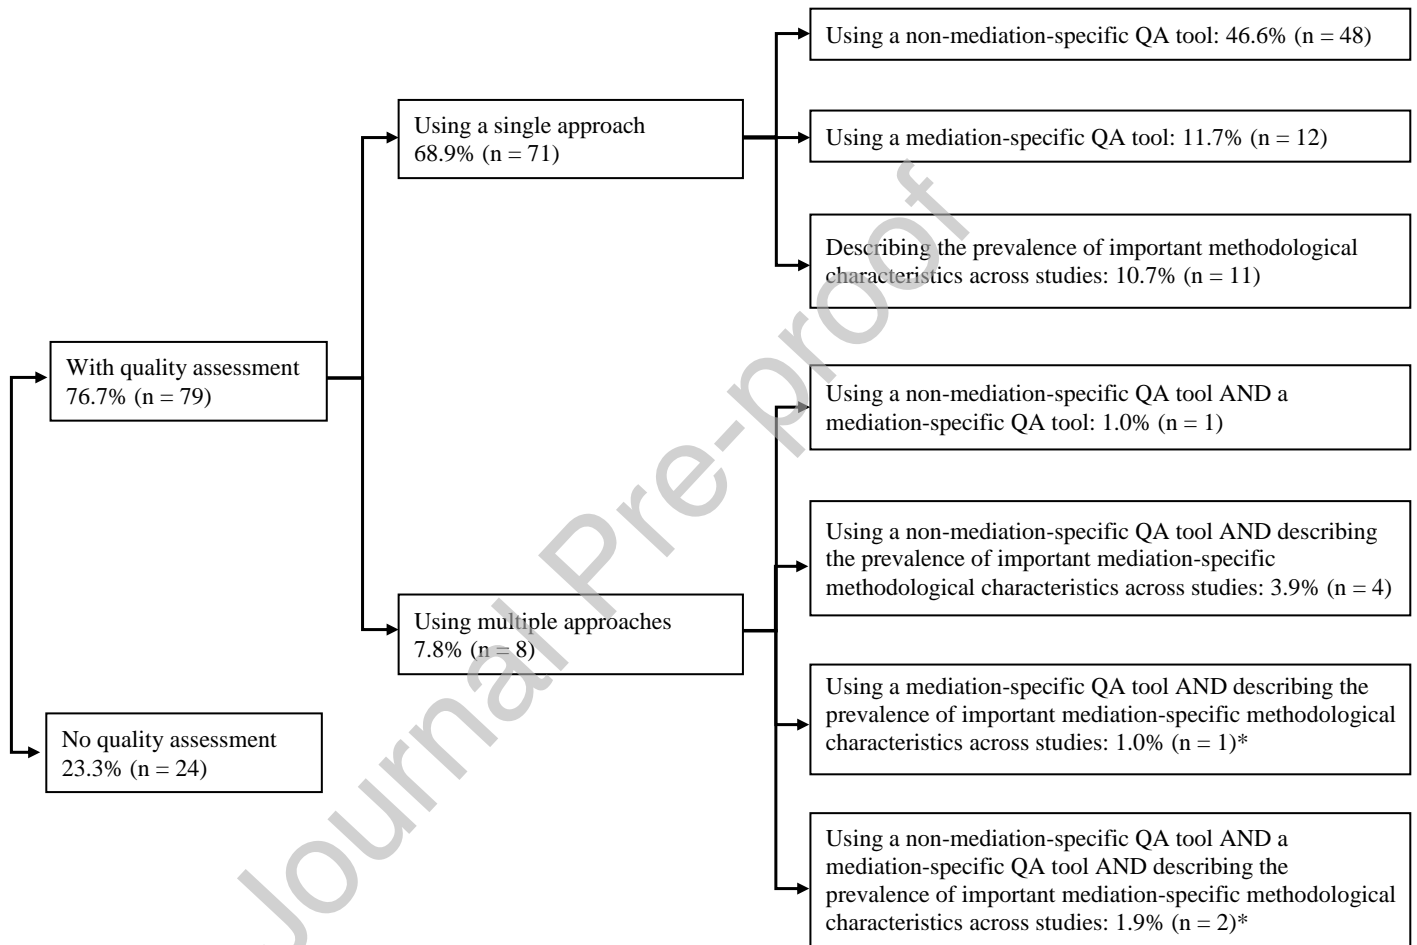 Using a non-mediation-specific QA tool: 46.6% (n = 48)
Using a single approach
68.9% (n = 71)
Using a mediation-specific QA tool: 11.7% (n = 12)
Describing the prevalence of important methodological
characteristics across studies: 10.7% (n = 11)
With quality assessment
76.7% (n = 79)
Using a non-mediation-specific QA tool AND a
mediation-specific QA tool: 1.0% (n = 1)
Using a non-mediation-specific QA tool AND describing
the prevalence of important mediation-specific
methodological characteristics across studies: 3.9% (n = 4)
Using multiple approaches
7.8% (n = 8)
Using a mediation-specific QA tool AND describing the
prevalence of important mediation-specific methodological
characteristics across studies: 1.0% (n = 1)*
No quality assessment
23.3% (n = 24)
Using a non-mediation-specific QA tool AND a
mediation-specific QA tool AND describing the
prevalence of important mediation-specific methodological
characteristics across studies: 1.9% (n = 2)*
Journal Pre-proof